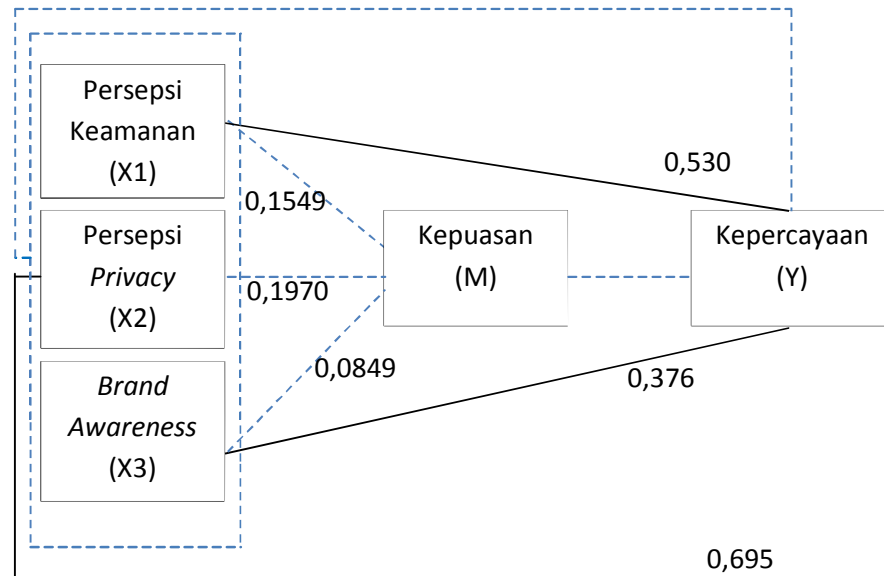 Persepsi
Keamanan
(X1)
0,530
0,1549
Persepsi
Privacy
(X2)
Kepuasan
(M)
Kepercayaan
(Y)
0,1970
0,0849
0,376
Brand
Awareness
(X3)
0,695